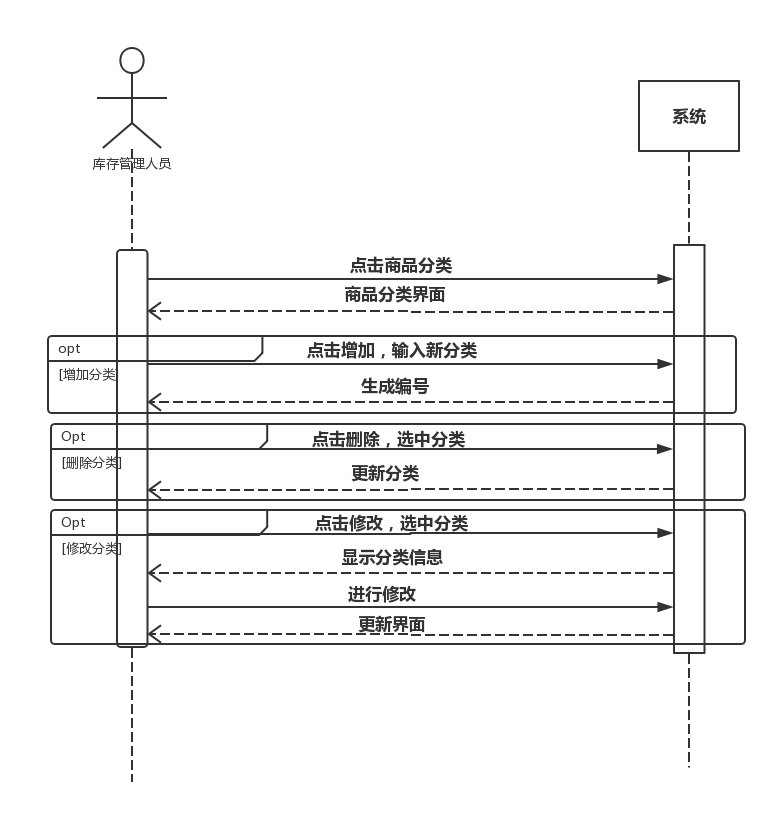 系统
库存管理人员
点击商品分类
商品分类界面
opt
点击增加，输入新分类
[增加分类]
生成编号
Opt
点击删除，选中分类
[删除分类]
更新分类
Opt
点击修改，选中分类
[修改分类]
显示分类信息
进行修改
更新界面